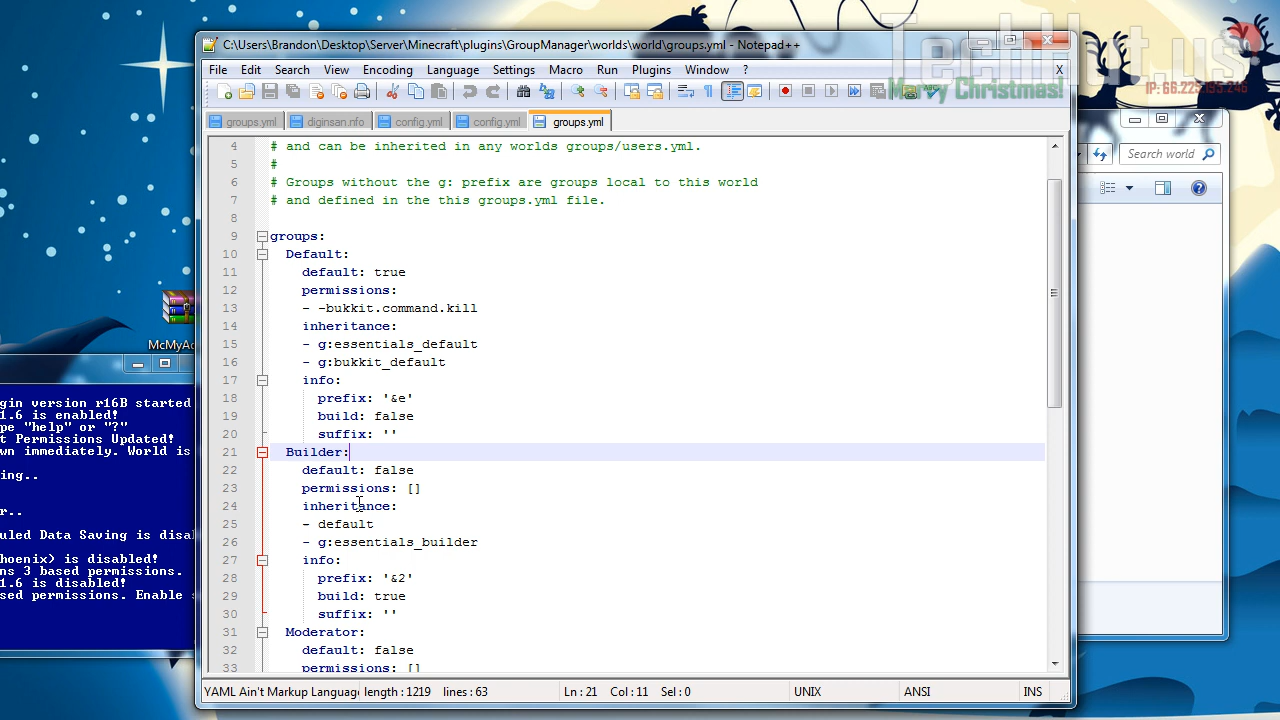 C:\Users\Brandon\Desktop\Server\Minecraft\plugins\GroupManager\worlds\world\groups.yml - Notepad++
TechHut.us
Merry Christmas!
IP: 66.225.195.246
File Edit Search View Encoding Language Settings Macro Run Plugins Window ? X
groups.yml diginsan.nfo config.yml config.yml groups.yml
Search world
4 # and can be inherited in any worlds groups/users.yml.
5 #
6 # Groups without the g: prefix are groups local to this world
7 # and defined in the this groups.yml file.
8
9 groups:
10 Default:
11 default: true
12 permissions:
13 - -bukkit.command.kill
14 inheritance:
15 - g:essentials_default
16 - g:bukkit_default
17 info:
18 prefix: '&e'
19 build: false
20 suffix: ''
21 Builder:
22 default: false
23 permissions: []
24 inheritance:
25 - default
26 - g:essentials_builder
27 info:
28 prefix: '&2'
29 build: true
30 suffix: ''
31 Moderator:
32 default: false
33 permissions: []
YAML Ain't Markup Language length : 1219 lines : 63 Ln : 21 Col : 11 Sel : 0 UNIX ANSI INS
McMyAd
gin version r16B started
1.6 is enabled!
pe "help" or "?"
t Permissions Updated!
wn immediately. World is
ing..
r..
uled Data Saving is disa
hoenix) is disabled!
ns 3 based permissions.
1.6 is disabled!
sed permissions. Enable